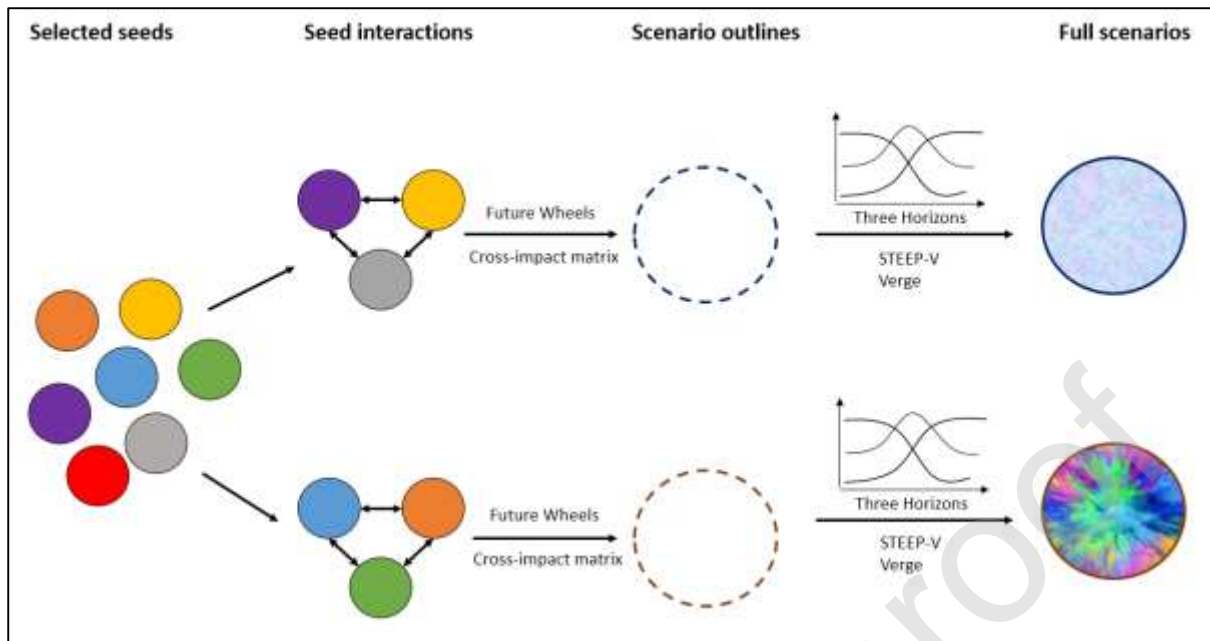 Selected seeds
Seed interactions
Scenario outlines
Full scenarios
Future Wheels
Cross-impact matrix
Three Horizons
STEEP-V
Verge
Future Wheels
Cross-impact matrix
Three Horizons
STEEP-V
Verge
roof